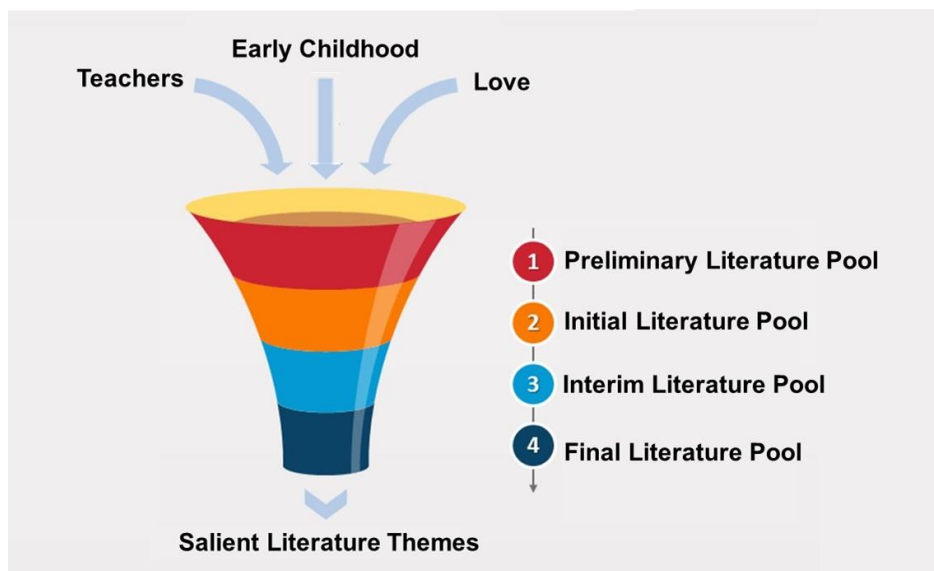 Early Childhood
Teachers
Love
1 Preliminary Literature Pool
2 Initial Literature Pool
3 Interim Literature Pool
4 Final Literature Pool
Salient Literature Themes